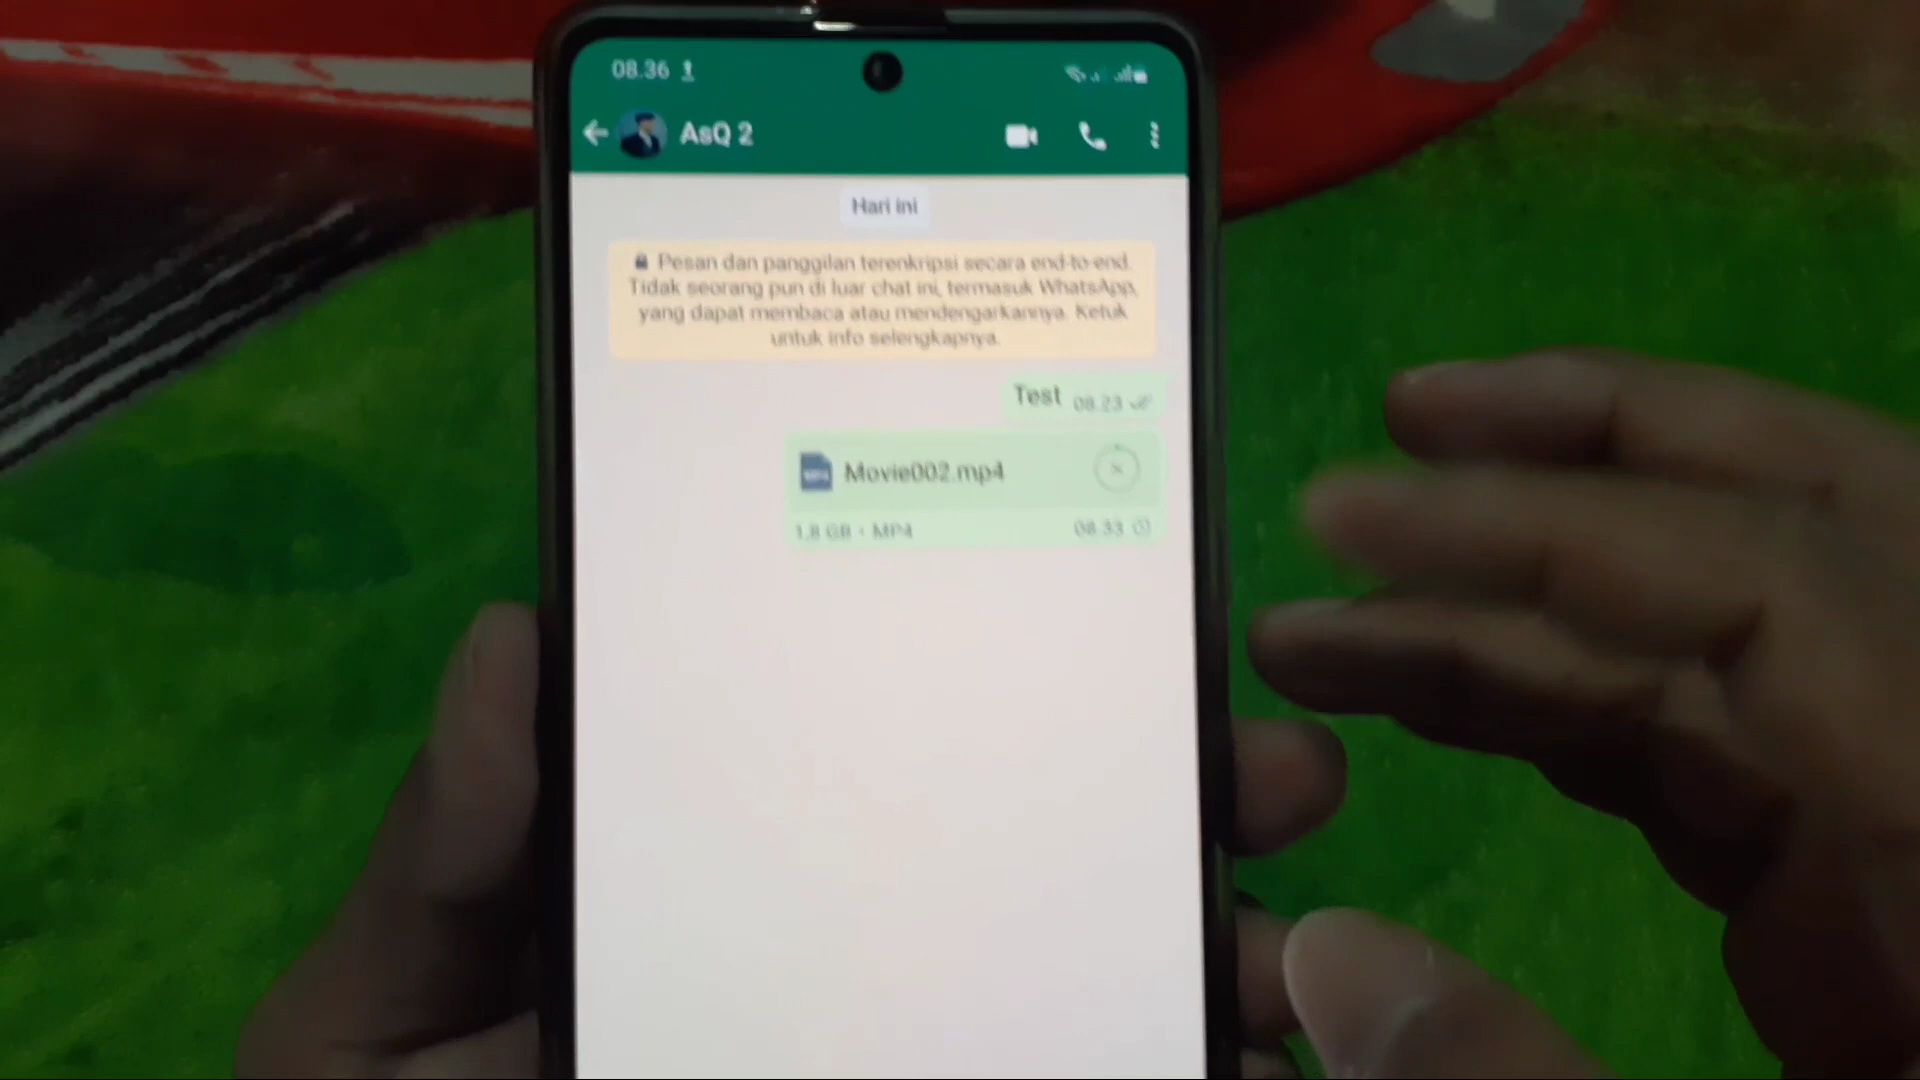 08.36
AsQ 2
Hari ini
Pesan dan panggilan terenkripsi secara end-to-end.
Tidak seorang pun di luar chat ini, termasuk WhatsApp,
yang dapat membaca atau mendengarkannya. Ketuk
untuk info selengkapnya.
Test 08.23
Movie002.mp4
1,8 GB • MP4 08.33